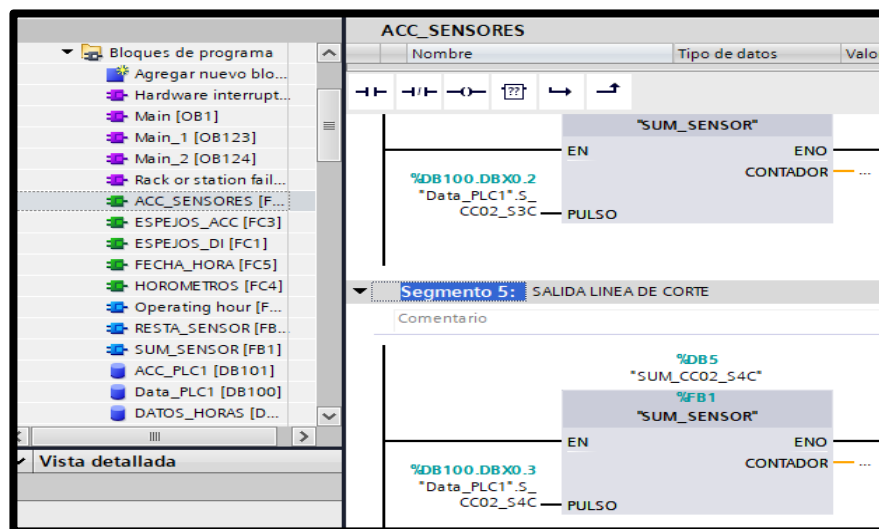 Bloques de programa
Agregar nuevo blo...
Hardware interrupt...
Main [OB1]
Main_1 [OB123]
Main_2 [OB124]
Rack or station fail...
ACC_SENSORES [F...
ESPEJOS_ACC [FC3]
ESPEJOS_DI [FC1]
FECHA_HORA [FC5]
HOROMETROS [FC4]
Operating hour [F...
RESTA_SENSOR [FB...
SUM_SENSOR [FB1]
ACC_PLC1 [DB101]
Data_PLC1 [DB100]
DATOS_HORAS [D...
Vista detallada
ACC_SENSORES
Nombre Tipo de datos Valo
??
"SUM_SENSOR"
EN ENO
%DB100.DBX0.2 CONTADOR ...
"Data_PLC1".S_
CC02_S3C PULSO
Segmento 5: SALIDA LINEA DE CORTE
Comentario
%DB5
"SUM_CC02_S4C"
%FB1
"SUM_SENSOR"
EN ENO
%DB100.DBX0.3 CONTADOR ...
"Data_PLC1".S_
CC02_S4C PULSO